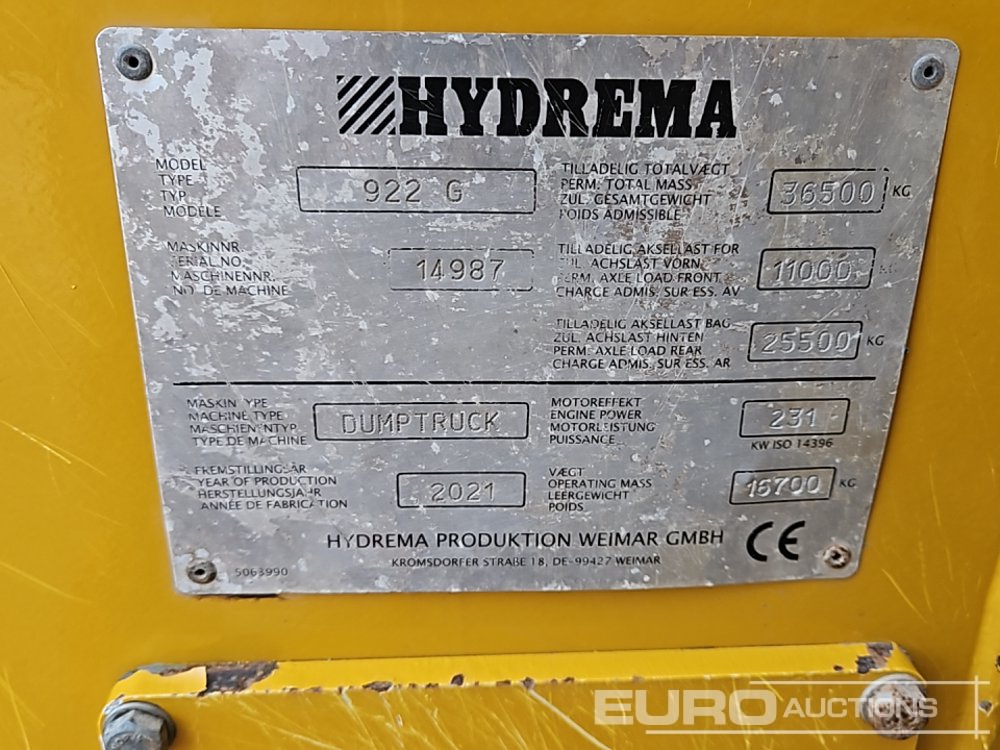 HYDREMA
MODEL
TYPE
TYP
MODELE
922 G
TILLADELIG TOTALVÆGT
PERM. TOTAL MASS
ZUL. GESAMTGEWICHT
POIDS ADMISSIBLE
36500 KG
MASKINNR.
SERIAL NO.
MASCHINENNR.
NO. DE MACHINE
14987
TILLADELIG AKSELLAST FOR
ZUL. ACHSLAST VORN
PERM. AXLE LOAD FRONT
CHARGE ADMIS. SUR ESS. AV
11000 KG
TILLADELIG AKSELLAST BAG
ZUL. ACHSLAST HINTEN
PERM. AXLE LOAD REAR
CHARGE ADMIS. SUR ESS. AR
25500 KG
MASKIN TYPE
MACHINE TYPE
MASCHIENENTYP
TYPE DE MACHINE
DUMPTRUCK
MOTOREFFEKT
ENGINE POWER
MOTORLEISTUNG
PUISSANCE
231
KW ISO 14396
FREMSTILLINGSÅR
YEAR OF PRODUCTION
HERSTELLUNGSJAHR
ANNÉE DE FABRICATION
2021
VÆGT
OPERATING MASS
LEERGEWICHT
POIDS
16700 KG
HYDREMA PRODUKTION WEIMAR GMBH
KROMSDORFER STRAßE 18, DE-99427 WEIMAR
CE
5063990
EURO AUCTIONS